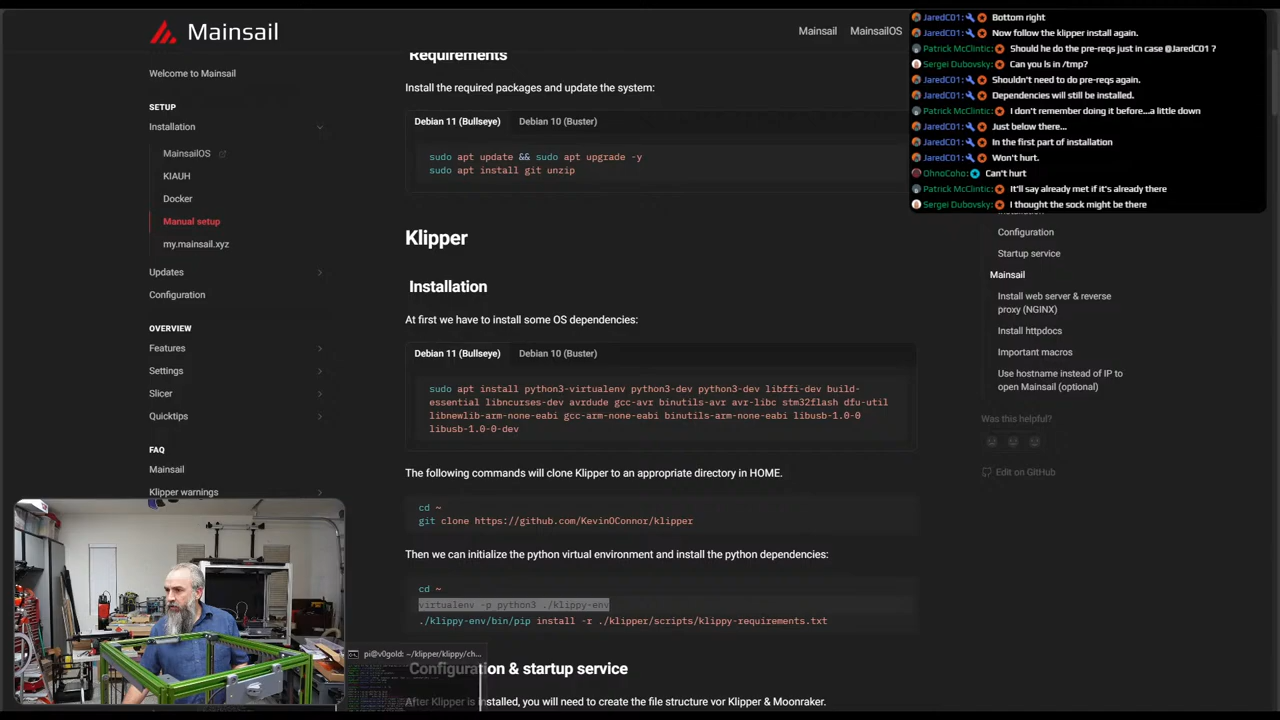 Mainsail
Mainsail
MainsailOS
Welcome to Mainsail
SETUP
Installation
MainsailOS
KIAUH
Docker
Manual setup
my.mainsail.xyz
Updates
Configuration
OVERVIEW
Features
Settings
Slicer
Quicktips
FAQ
Mainsail
Klipper warnings
Requirements
Install the required packages and update the system:
Debian 11 (Bullseye)
Debian 10 (Buster)
sudo apt update && sudo apt upgrade -y
sudo apt install git unzip
Klipper
Installation
At first we have to install some OS dependencies:
Debian 11 (Bullseye)
Debian 10 (Buster)
sudo apt install python3-virtualenv python3-dev python3-dev libffi-dev build-
essential libncurses-dev avrdude gcc-avr binutils-avr avr-libc stm32flash dfu-util
libnewlib-arm-none-eabi gcc-arm-none-eabi binutils-arm-none-eabi libusb-1.0-0
libusb-1.0-0-dev
The following commands will clone Klipper to an appropriate directory in HOME.
cd ~
git clone https://github.com/KevinOConnor/klipper
Then we can initialize the python virtual environment and install the python dependencies:
cd ~
virtualenv -p python3 ./klippy-env
./klippy-env/bin/pip install -r ./klipper/scripts/klippy-requirements.txt
Configuration & startup service
After Klipper is installed, you will need to create the file structure vor Klipper & Moonraker.
pi@v0gold: ~/klipper/klippy/ch...
JaredC01: Bottom right
JaredC01: Now follow the klipper install again.
Patrick McClintic: Should he do the pre-reqs just in case @JaredC01 ?
Sergei Dubovsky: Can you ls in /tmp?
JaredC01: Shouldn't need to do pre-reqs again.
JaredC01: Dependencies will still be installed.
Patrick McClintic: I don't remember doing it before...a little down
JaredC01: Just below there...
JaredC01: In the first part of installation
JaredC01: Won't hurt.
OhnoCoho: Can't hurt
Patrick McClintic: It'll say already met if it's already there
Sergei Dubovsky: I thought the sock might be there
Configuration
Startup service
Mainsail
Install web server & reverse
proxy (NGINX)
Install httpdocs
Important macros
Use hostname instead of IP to
open Mainsail (optional)
Was this helpful?
Edit on GitHub